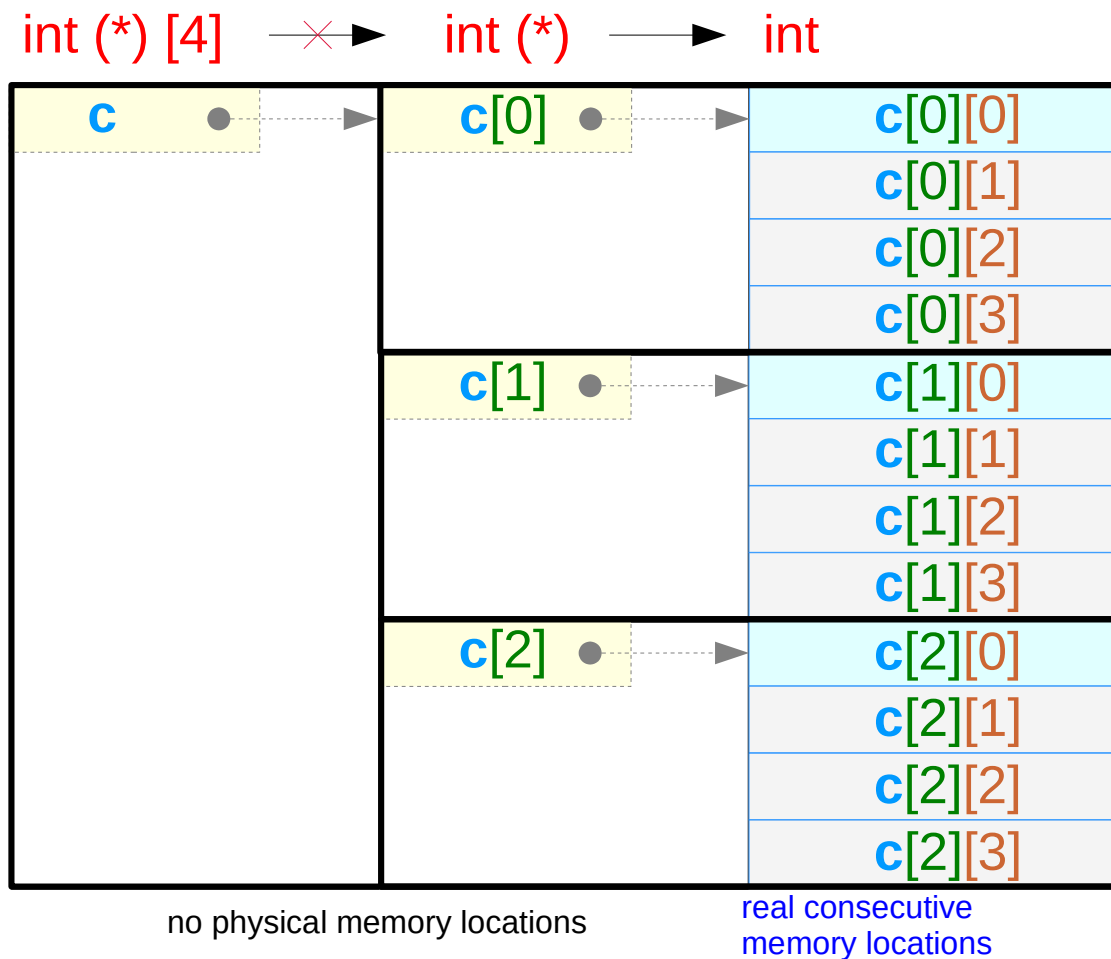 int (*) [4] int (*) int
c c[0] c[0][0]
c[0][1]
c[0][2]
c[0][3]
c[1] c[1][0]
c[1][1]
c[1][2]
c[1][3]
c[2] c[2][0]
c[2][1]
c[2][2]
c[2][3]
no physical memory locations
real consecutive
memory locations